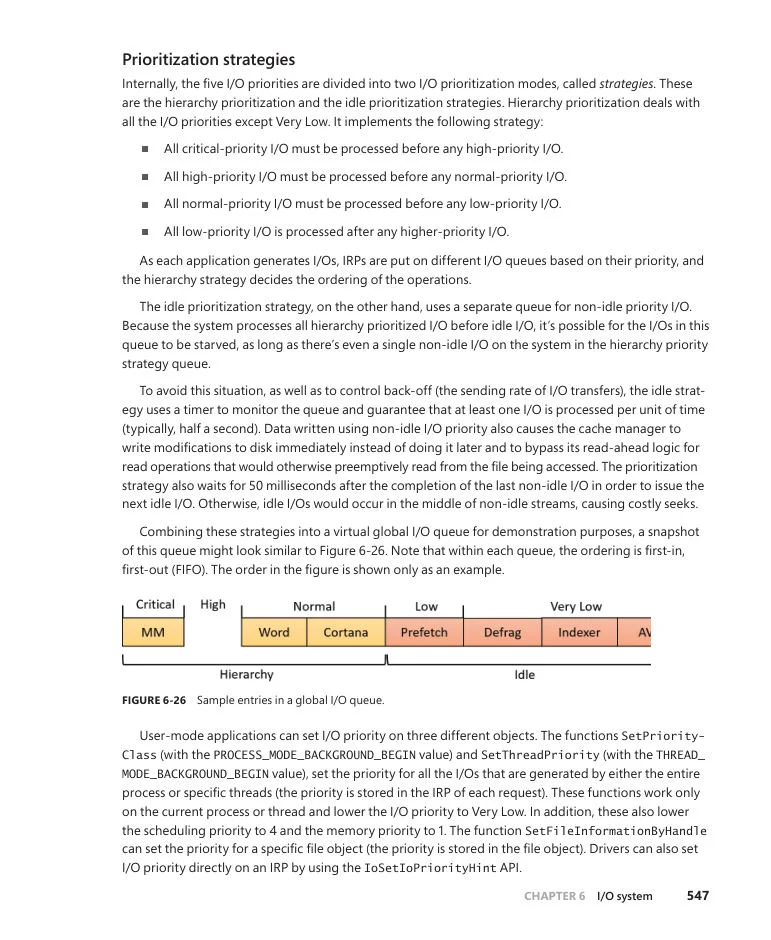 Prioritization strategies
Internally, the five I/O priorities are divided into two I/O prioritization modes, called strategies. These
are the hierarchy prioritization and the idle prioritization strategies. Hierarchy prioritization deals with
all the I/O priorities except Very Low. It implements the following strategy:
■ All critical-priority I/O must be processed before any high-priority I/O.
■ All high-priority I/O must be processed before any normal-priority I/O.
■ All normal-priority I/O must be processed before any low-priority I/O.
■ All low-priority I/O is processed after any higher-priority I/O.
As each application generates I/Os, IRPs are put on different I/O queues based on their priority, and
the hierarchy strategy decides the ordering of the operations.
The idle prioritization strategy, on the other hand, uses a separate queue for non-idle priority I/O.
Because the system processes all hierarchy prioritized I/O before idle I/O, it's possible for the I/Os in this
queue to be starved, as long as there's even a single non-idle I/O on the system in the hierarchy priority
strategy queue.
To avoid this situation, as well as to control back-off (the sending rate of I/O transfers), the idle strat-
egy uses a timer to monitor the queue and guarantee that at least one I/O is processed per unit of time
(typically, half a second). Data written using non-idle I/O priority also causes the cache manager to
write modifications to disk immediately instead of doing it later and to bypass its read-ahead logic for
read operations that would otherwise preemptively read from the file being accessed. The prioritization
strategy also waits for 50 milliseconds after the completion of the last non-idle I/O in order to issue the
next idle I/O. Otherwise, idle I/Os would occur in the middle of non-idle streams, causing costly seeks.
Combining these strategies into a virtual global I/O queue for demonstration purposes, a snapshot
of this queue might look similar to Figure 6-26. Note that within each queue, the ordering is first-in,
first-out (FIFO). The order in the figure is shown only as an example.
Critical High Normal Low Very Low
MM Word Cortana Prefetch Defrag Indexer AV
Hierarchy Idle
FIGURE 6-26 Sample entries in a global I/O queue.
User-mode applications can set I/O priority on three different objects. The functions SetPriority-
Class (with the PROCESS_MODE_BACKGROUND_BEGIN value) and SetThreadPriority (with the THREAD_
MODE_BACKGROUND_BEGIN value), set the priority for all the I/Os that are generated by either the entire
process or specific threads (the priority is stored in the IRP of each request). These functions work only
on the current process or thread and lower the I/O priority to Very Low. In addition, these also lower
the scheduling priority to 4 and the memory priority to 1. The function SetFileInformationByHandle
can set the priority for a specific file object (the priority is stored in the file object). Drivers can also set
I/O priority directly on an IRP by using the IoSetIoPriorityHint API.
CHAPTER 6 I/O system 547